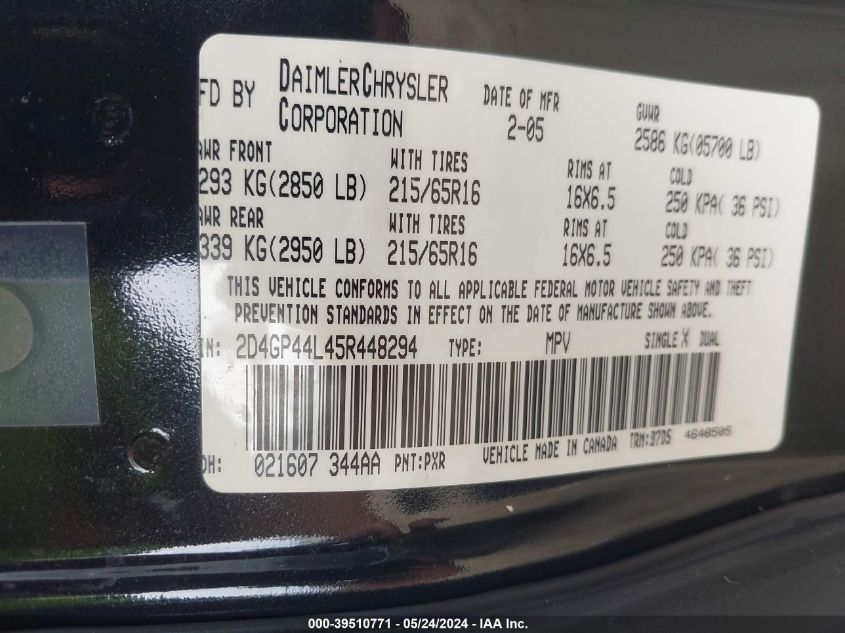 FD BY DAIMLERCHRYSLER CORPORATION DATE OF MFR 2-05 GVWR 2586 KG(05700 LB)
AWR FRONT WITH TIRES RIMS AT COLD
293 KG(2850 LB) 215/65R16 16X6.5 250 KPA( 36 PSI)
AWR REAR WITH TIRES RIMS AT COLD
339 KG(2950 LB) 215/65R16 16X6.5 250 KPA( 36 PSI)
THIS VEHICLE CONFORMS TO ALL APPLICABLE FEDERAL MOTOR VEHICLE SAFETY AND THEFT
PREVENTION STANDARDS IN EFFECT ON THE DATE OF MANUFACTURE SHOWN ABOVE.
IN: 2D4GP44L45R448294 TYPE: MPV SINGLE X DUAL
DH: 021607 344AA PNT:PXR VEHICLE MADE IN CANADA TRM:37DS 4648505
000-39510771 - 05/24/2024 - IAA Inc.